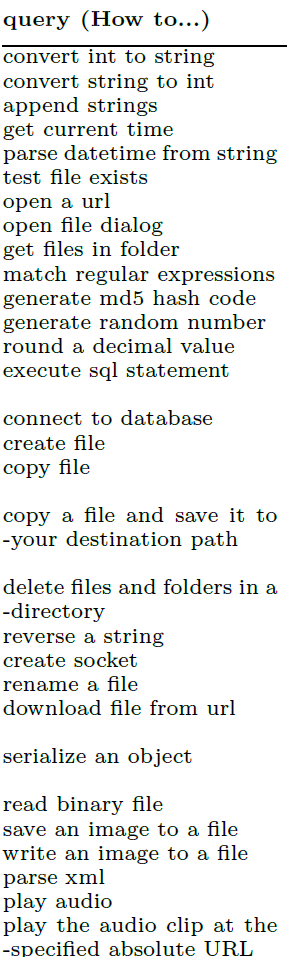 query (How to...)
convert int to string
convert string to int
append strings
get current time
parse datetime from string
test file exists
open a url
open file dialog
get files in folder
match regular expressions
generate md5 hash code
generate random number
round a decimal value
execute sql statement
connect to database
create file
copy file
copy a file and save it to
-your destination path
delete files and folders in a
-directory
reverse a string
create socket
rename a file
download file from url
serialize an object
read binary file
save an image to a file
write an image to a file
parse xml
play audio
play the audio clip at the
-specified absolute URL